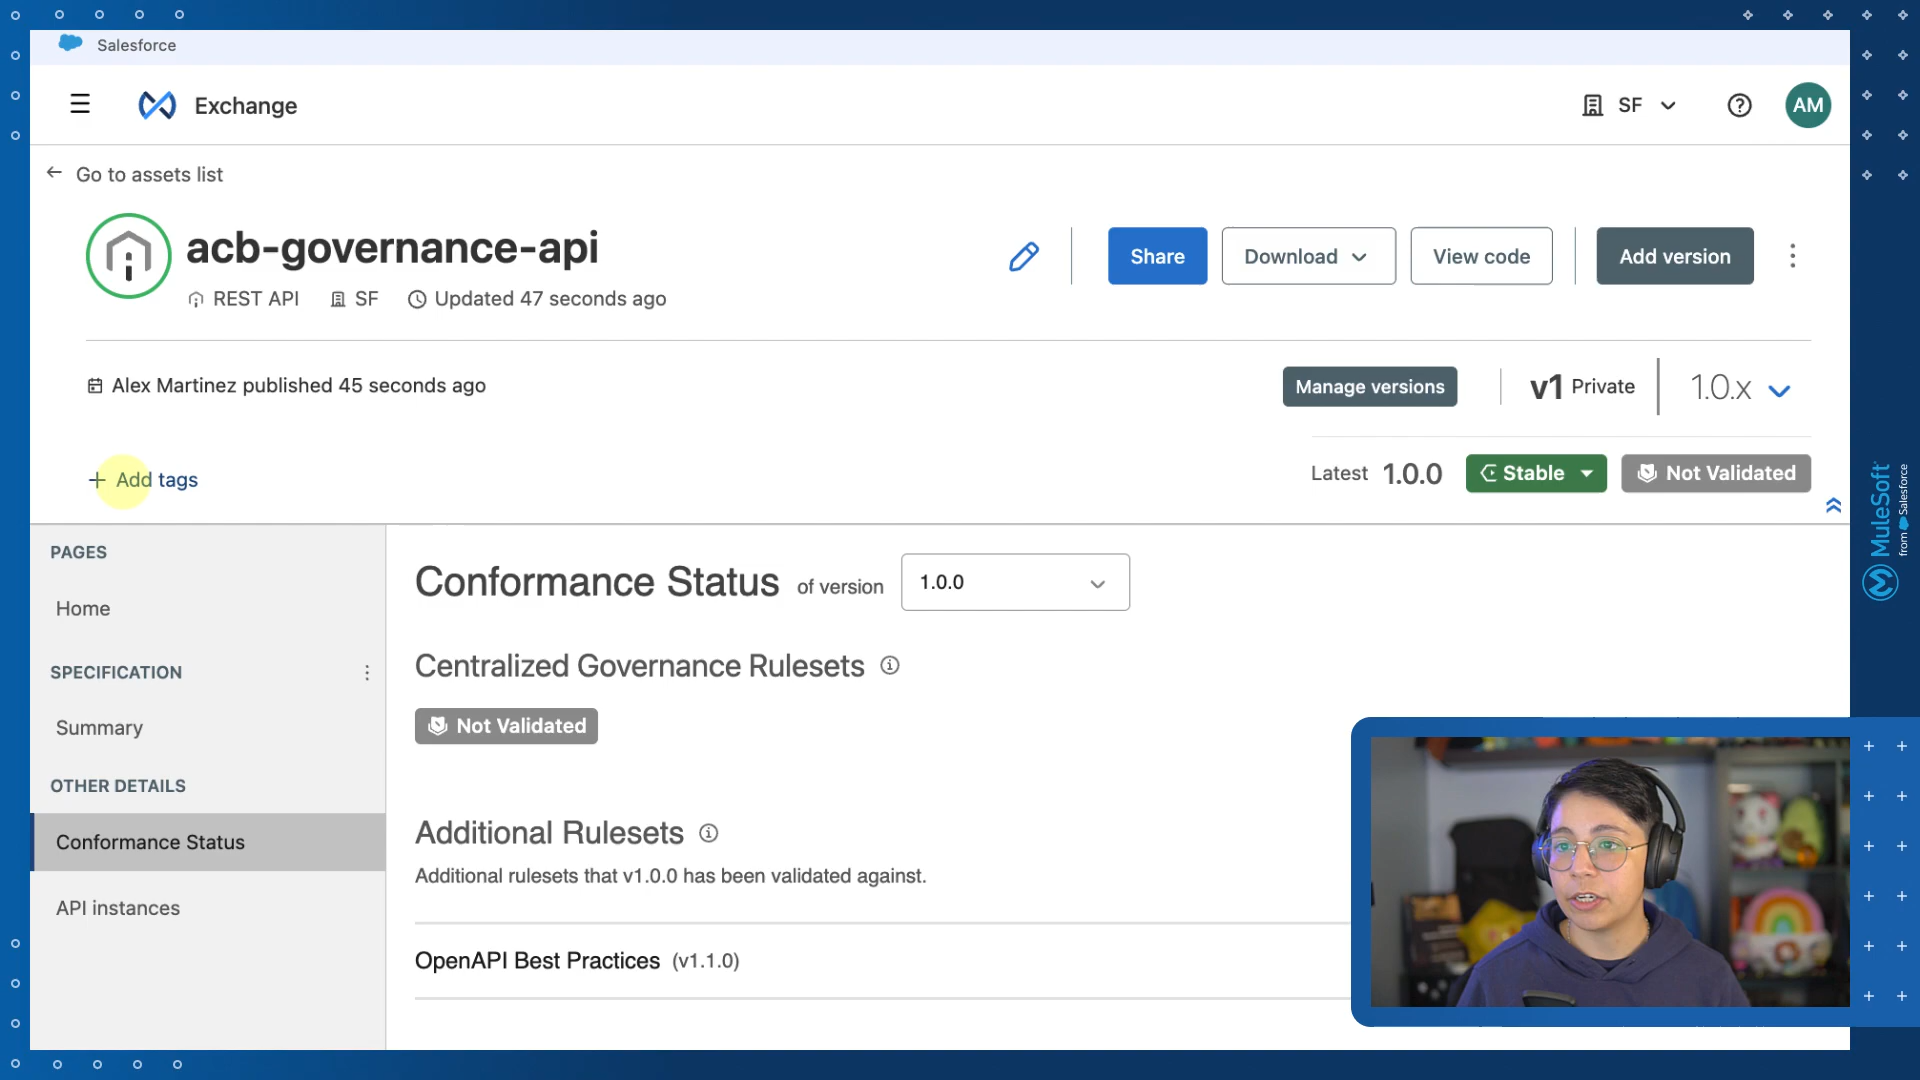 Salesforce
Exchange
SF
AM
Go to assets list
acb-governance-api
Share
Download
View code
Add version
REST API
SF
Updated 47 seconds ago
Alex Martinez published 45 seconds ago
Manage versions
v1 Private
1.0.x
+ Add tags
Latest 1.0.0
Stable
Not Validated
PAGES
Home
SPECIFICATION
Summary
OTHER DETAILS
Conformance Status
API instances
Conformance Status of version 1.0.0
Centralized Governance Rulesets
Not Validated
Additional Rulesets
Additional rulesets that v1.0.0 has been validated against.
OpenAPI Best Practices (v1.1.0)
MuleSoft
from Salesforce